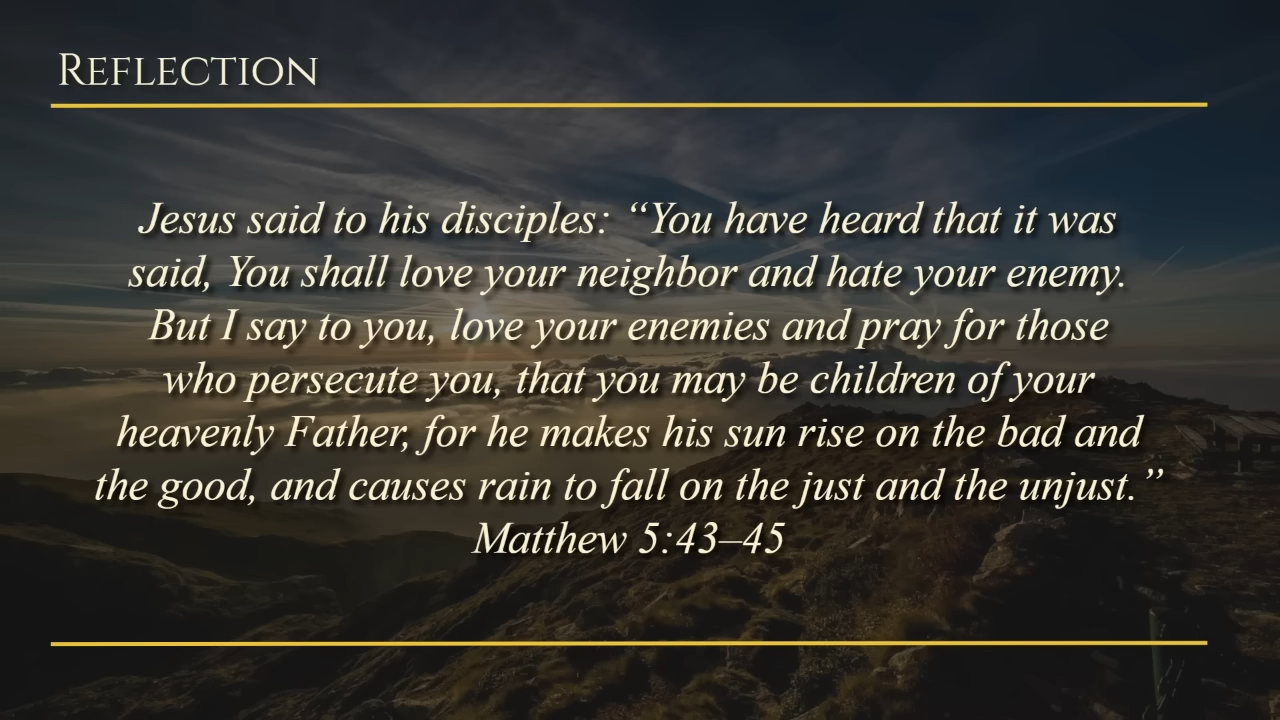 Reflection
Jesus said to his disciples: “You have heard that it was
said, You shall love your neighbor and hate your enemy.
But I say to you, love your enemies and pray for those
who persecute you, that you may be children of your
heavenly Father, for he makes his sun rise on the bad and
the good, and causes rain to fall on the just and the unjust.”
Matthew 5:43–45